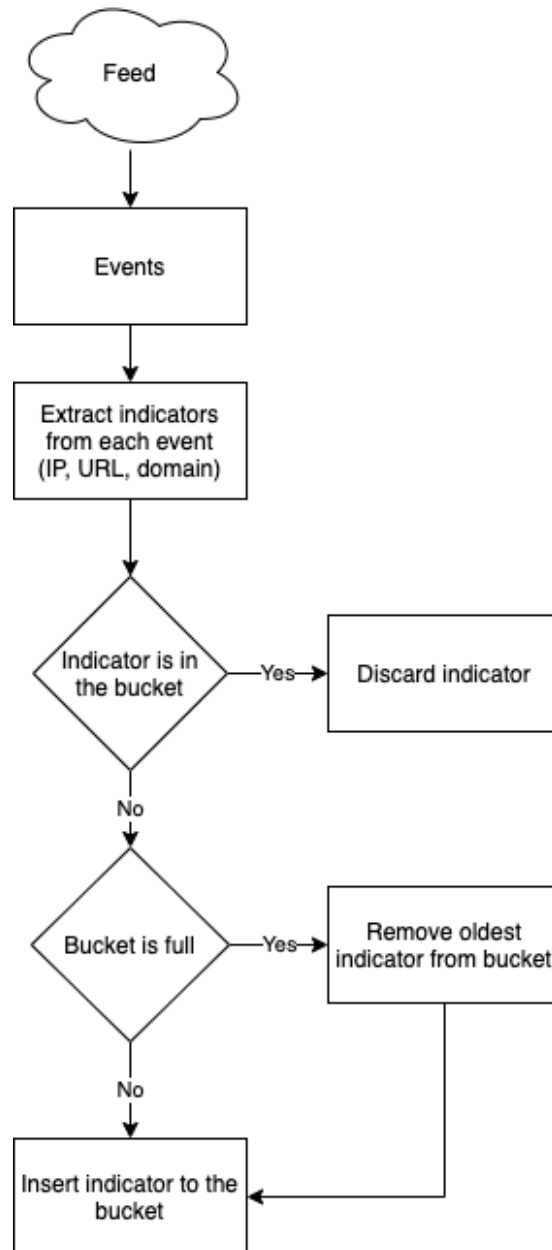 Feed
Events
Extract indicators
from each event
(IP, URL, domain)
Indicator is in
the bucket
Yes
Discard indicator
No
Bucket is full
Yes
Remove oldest
indicator from bucket
No
Insert indicator to the
bucket